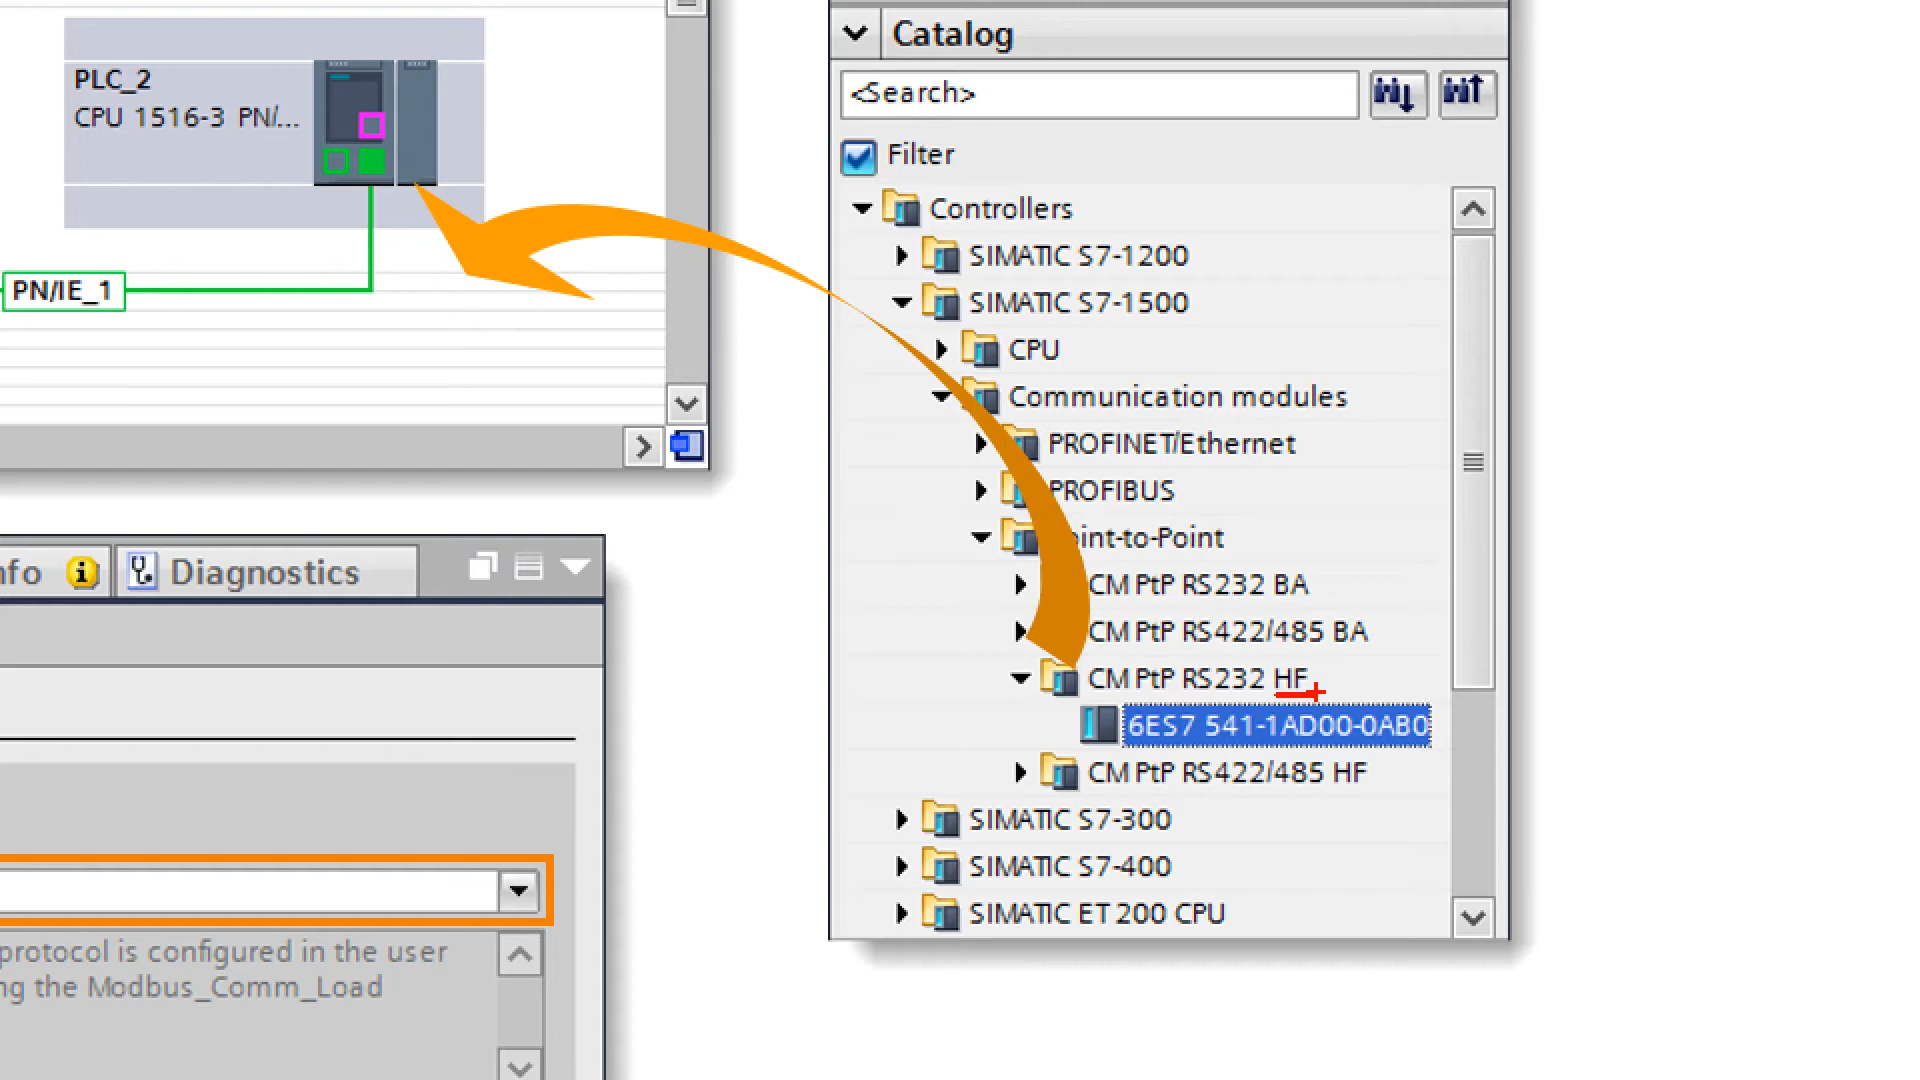 PLC_2
CPU 1516-3 PN/...
PN/IE_1
Diagnostics
protocol is configured in the user
the Modbus_Comm_Load
Catalog
<Search>
Filter
Controllers
SIMATIC S7-1200
SIMATIC S7-1500
CPU
Communication modules
PROFINET/Ethernet
PROFIBUS
oint-to-Point
CM PtP RS232 BA
CM PtP RS422/485 BA
CM PtP RS232 HF
6ES7 541-1AD00-0AB0
CM PtP RS422/485 HF
SIMATIC S7-300
SIMATIC S7-400
SIMATIC ET 200 CPU